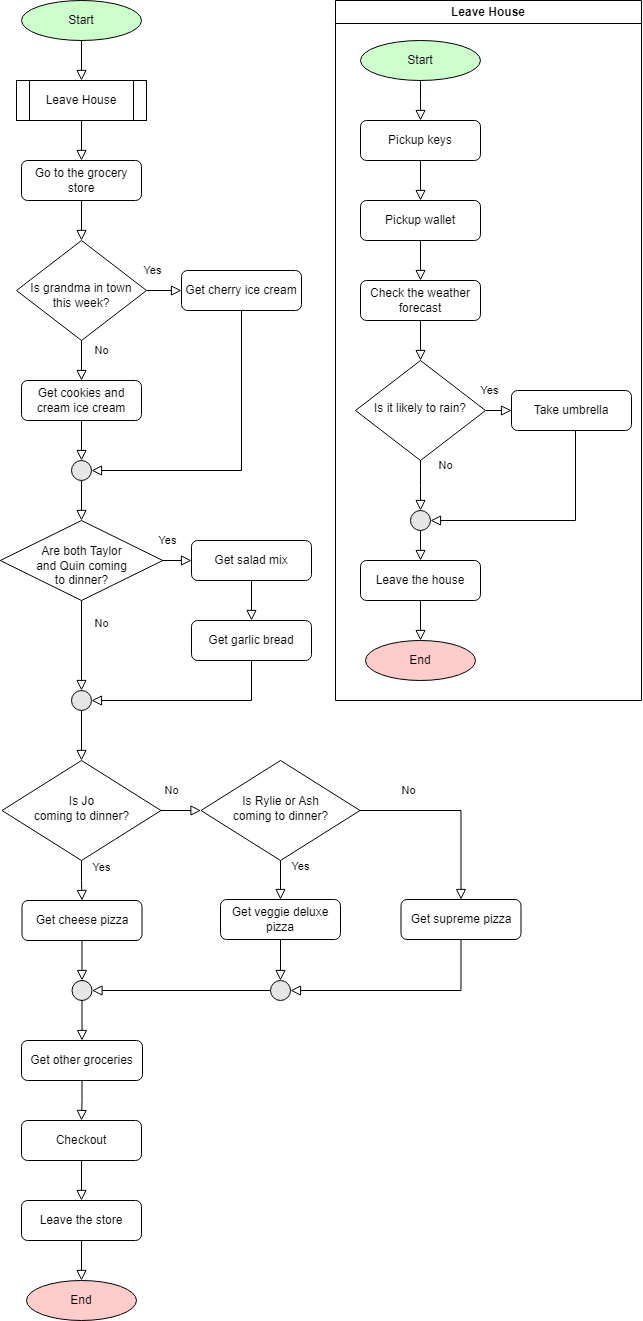 Start
Leave House
Go to the grocery
store
Is grandma in town
this week?
Yes
Get cherry ice cream
No
Get cookies and
cream ice cream
Are both Taylor
and Quin coming
to dinner?
Yes
Get salad mix
Get garlic bread
No
Is Jo
coming to dinner?
No
Is Rylie or Ash
coming to dinner?
No
Yes
Get cheese pizza
Yes
Get veggie deluxe
pizza
Get supreme pizza
Get other groceries
Checkout
Leave the store
End
Leave House
Start
Pickup keys
Pickup wallet
Check the weather
forecast
Is it likely to rain?
Yes
Take umbrella
No
Leave the house
End